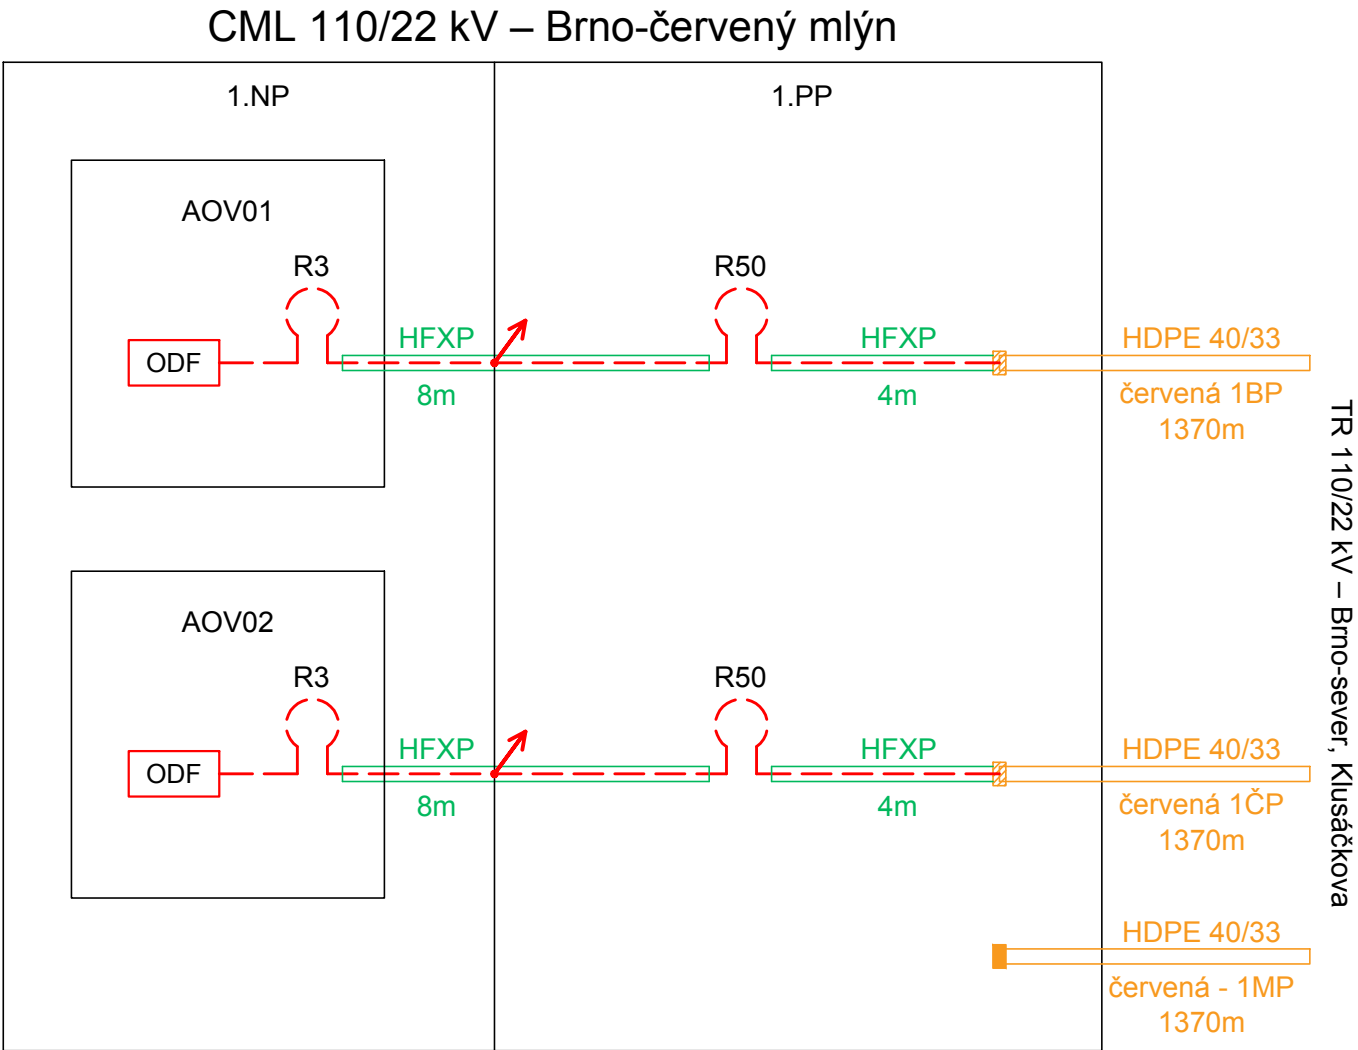 CML 110/22 kV – Brno-červený mlýn
1.NP
1.PP
AOV01
R3
R50
ODF
HFXP
8m
HFXP
4m
HDPE 40/33
červená 1BP
1370m
AOV02
R3
R50
ODF
HFXP
8m
HFXP
4m
HDPE 40/33
červená 1ČP
1370m
HDPE 40/33
červená - 1MP
1370m
TR 110/22 kV – Brno-sever, Klusáčkova